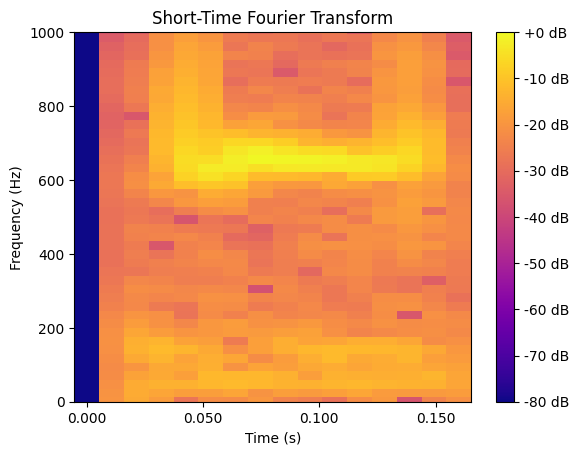 Short-Time Fourier Transform
1000
800
600
400
200
0
Frequency (Hz)
0.000
0.050
0.100
0.150
Time (s)
+0 dB
-10 dB
-20 dB
-30 dB
-40 dB
-50 dB
-60 dB
-70 dB
-80 dB